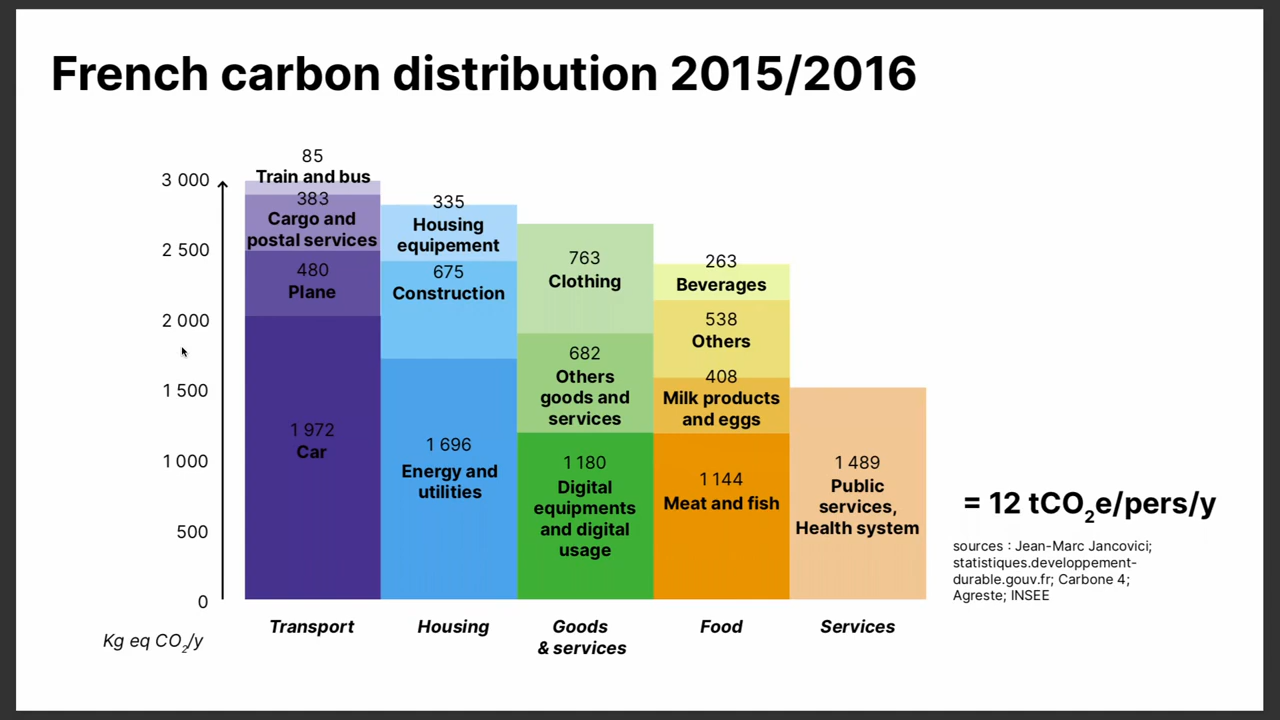 French carbon distribution 2015/2016
3 000
2 500
2 000
1 500
1 000
500
0
Kg eq CO₂/y
85
Train and bus
383
Cargo and
postal services
480
Plane
1 972
Car
Transport
335
Housing
equipement
675
Construction
1 696
Energy and
utilities
Housing
763
Clothing
682
Others
goods and
services
1 180
Digital
equipments
and digital
usage
Goods
& services
263
Beverages
538
Others
408
Milk products
and eggs
1 144
Meat and fish
Food
1 489
Public
services,
Health system
Services
= 12 tCO₂e/pers/y
sources : Jean-Marc Jancovici;
statistiques.developpement-
durable.gouv.fr; Carbone 4;
Agreste; INSEE